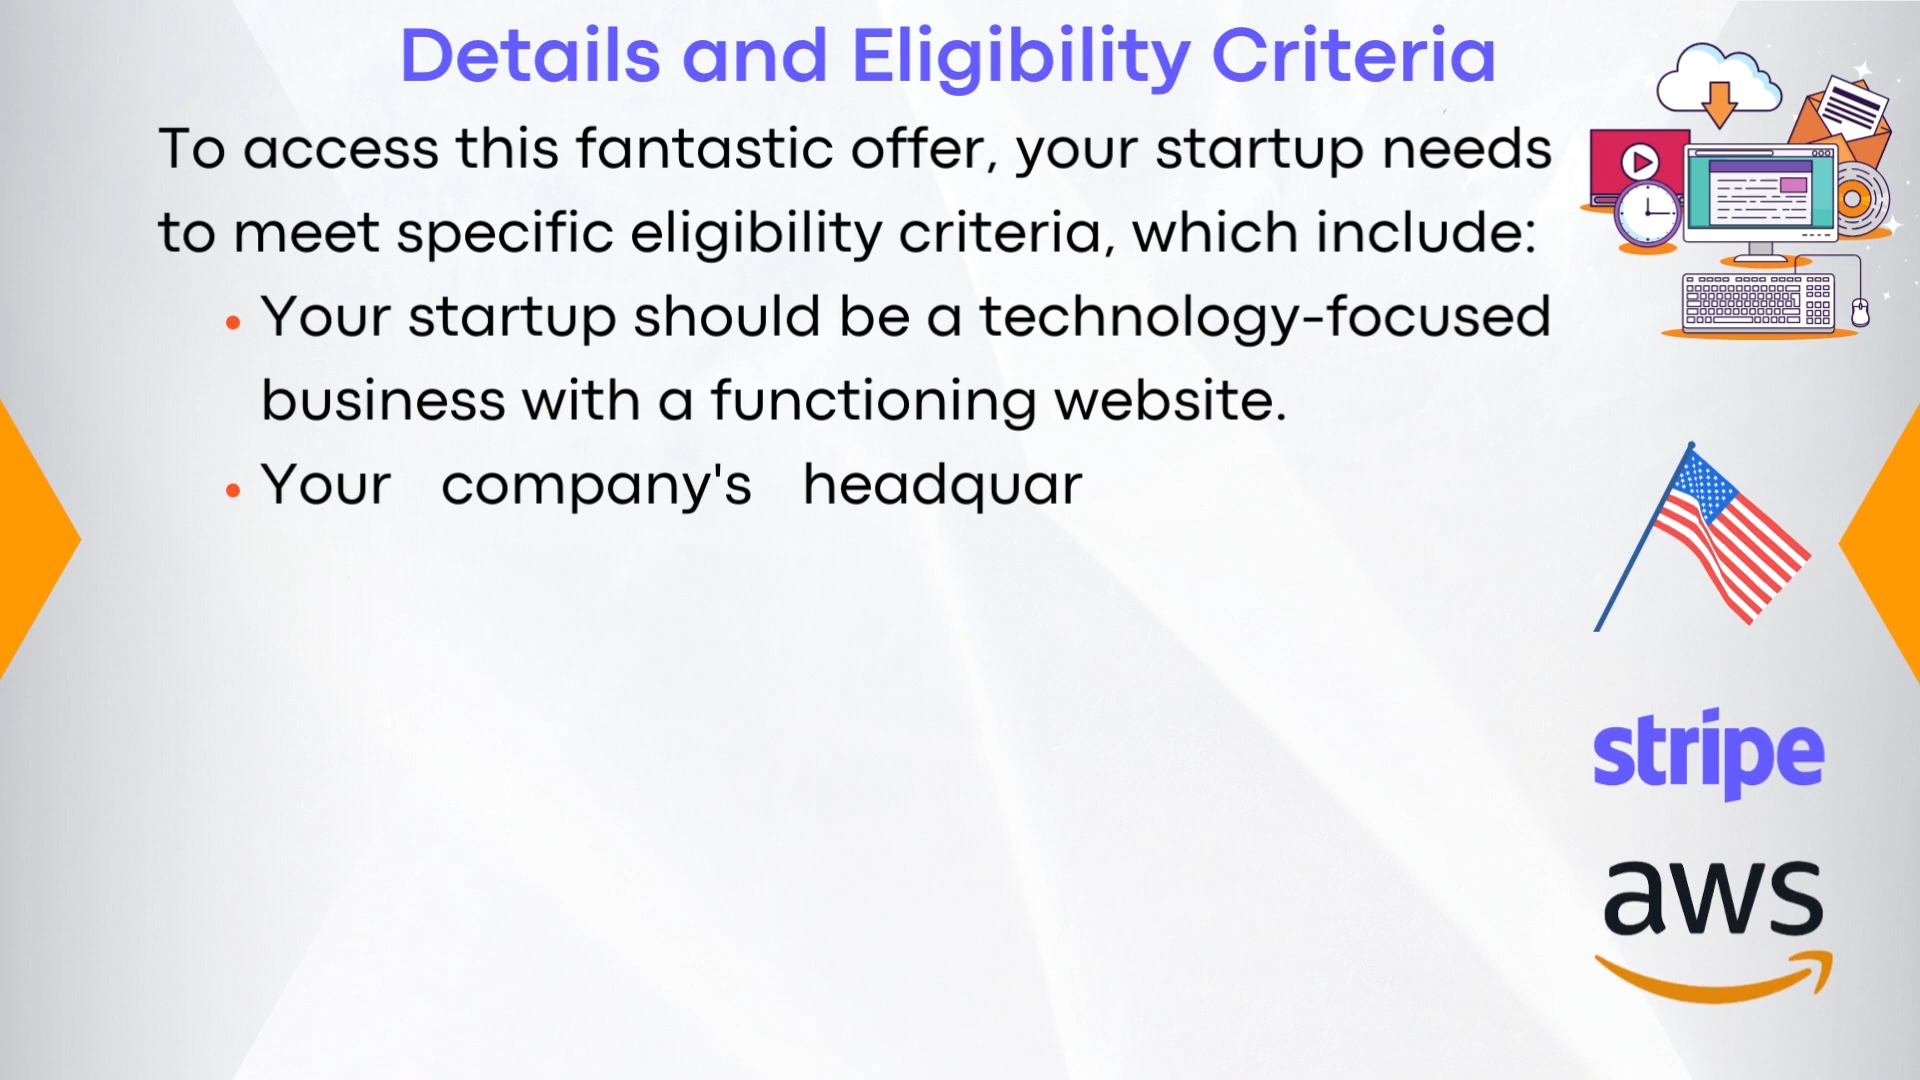 Details and Eligibility Criteria
To access this fantastic offer, your startup needs
to meet specific eligibility criteria, which include:
• Your startup should be a technology-focused
business with a functioning website.
• Your company's headquar
stripe
aws